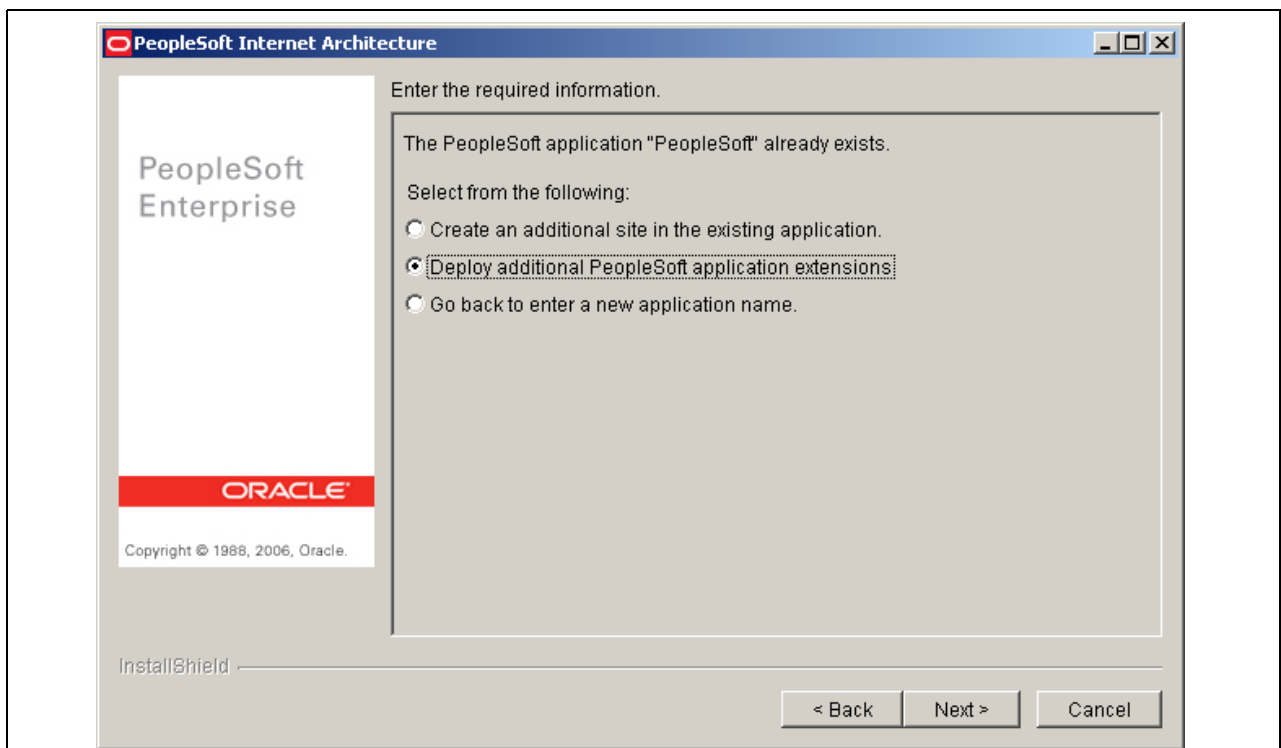 PeopleSoft Internet Architecture
Enter the required information.
PeopleSoft
Enterprise
The PeopleSoft application "PeopleSoft" already exists.
Select from the following:
Create an additional site in the existing application.
Deploy additional PeopleSoft application extensions
Go back to enter a new application name.
ORACLE
Copyright © 1988, 2006, Oracle.
InstallShield
< Back
Next >
Cancel